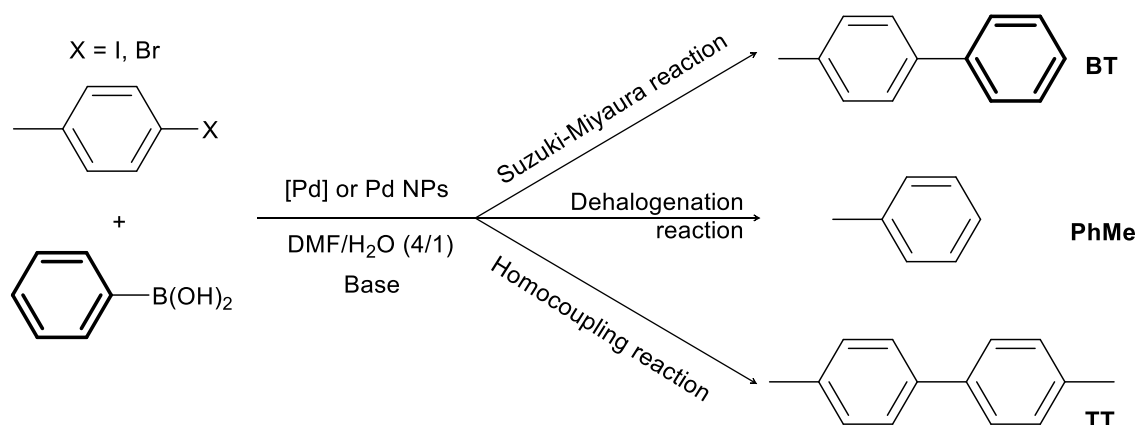 X = I, Br
X
+
B(OH)₂
[Pd] or Pd NPs
DMF/H₂O (4/1)
Base
Suzuki-Miyaura reaction
Dehalogenation
reaction
Homocoupling reaction
BT
PhMe
TT